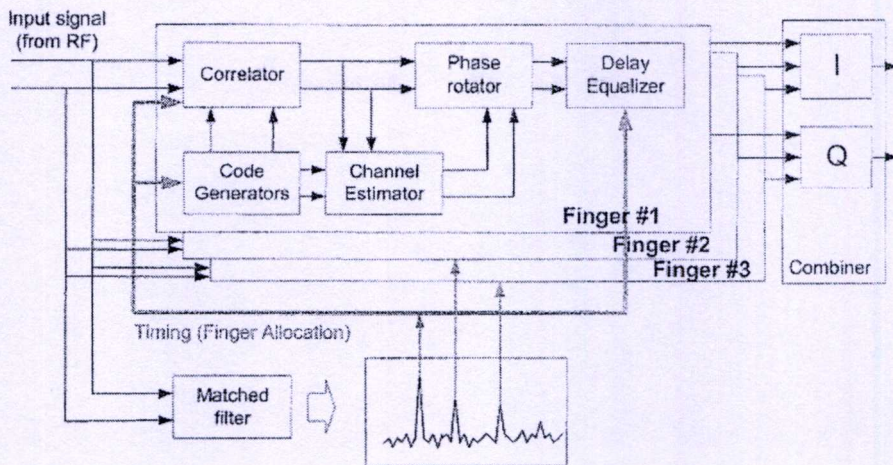 Input signal
(from RF)
Correlator
Phase
rotator
Delay
Equalizer
I
Code
Generators
Channel
Estimator
Q
Finger #1
Finger #2
Finger #3
Combiner
Timing (Finger Allocation)
Matched
filter